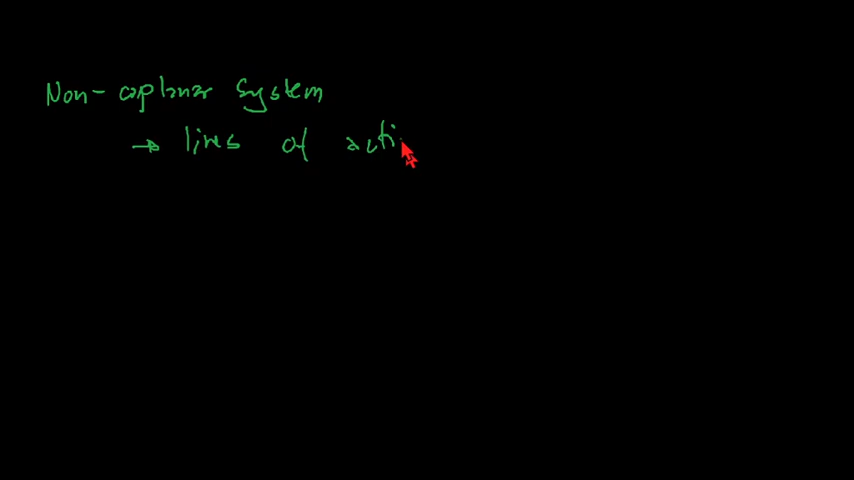 Non-coplanar System
→ lines of acti